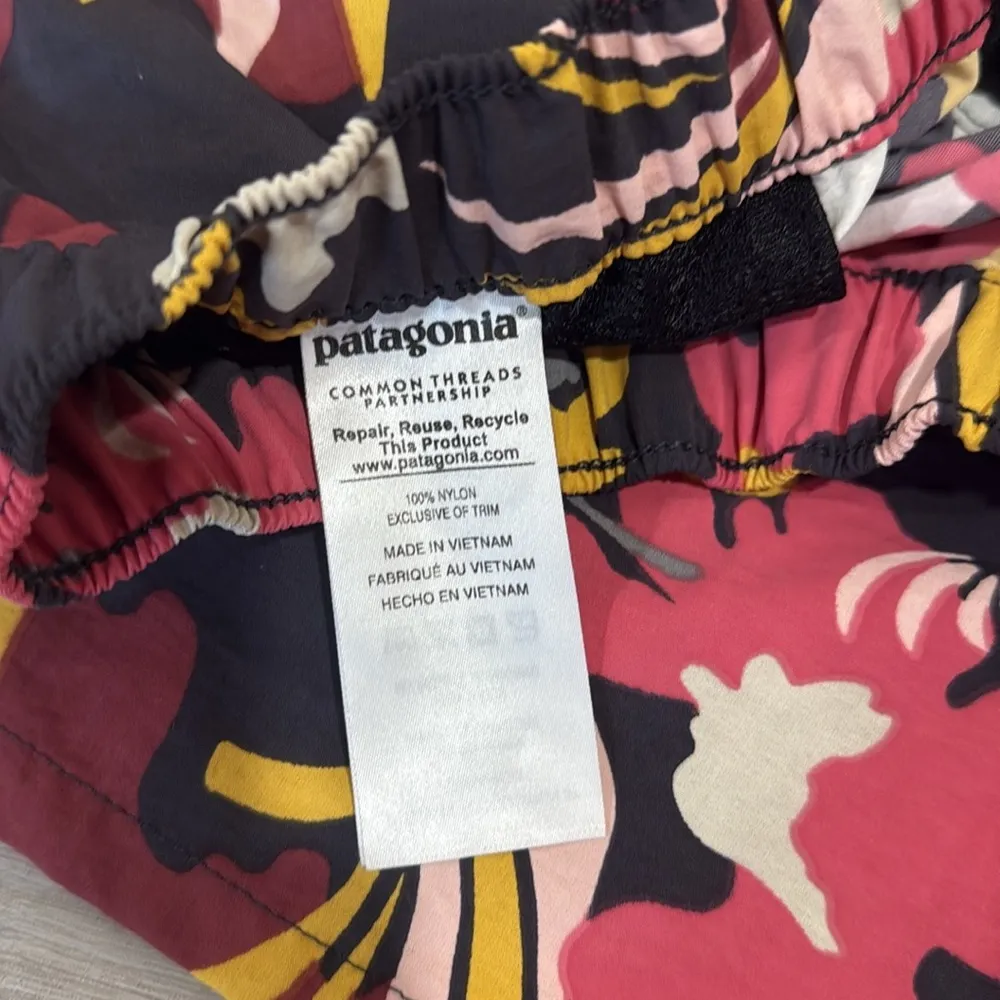 patagonia®
COMMON THREADS
PARTNERSHIP
Repair, Reuse, Recycle
This Product
www.patagonia.com
100% NYLON
EXCLUSIVE OF TRIM
MADE IN VIETNAM
FABRIQUÉ AU VIETNAM
HECHO EN VIETNAM